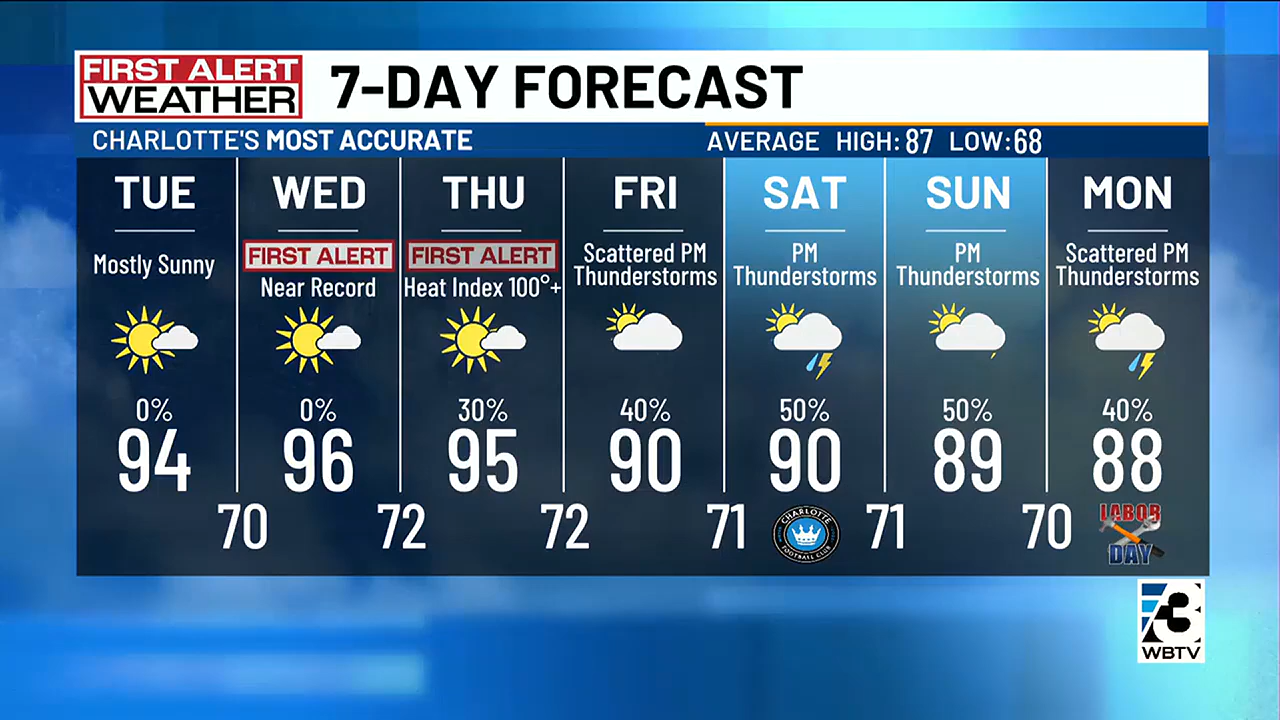 FIRST ALERT
WEATHER
7-DAY FORECAST
CHARLOTTE'S MOST ACCURATE
AVERAGE HIGH: 87 LOW: 68
TUE
Mostly Sunny
0%
94
70
WED
FIRST ALERT
Near Record
0%
96
72
THU
FIRST ALERT
Heat Index 100°+
30%
95
72
FRI
Scattered PM
Thunderstorms
40%
90
71
SAT
PM
Thunderstorms
50%
90
CHARLOTTE
FOOTBALL CLUB
71
SUN
PM
Thunderstorms
50%
89
70
MON
Scattered PM
Thunderstorms
40%
88
LABOR
DAY
3
WBTV